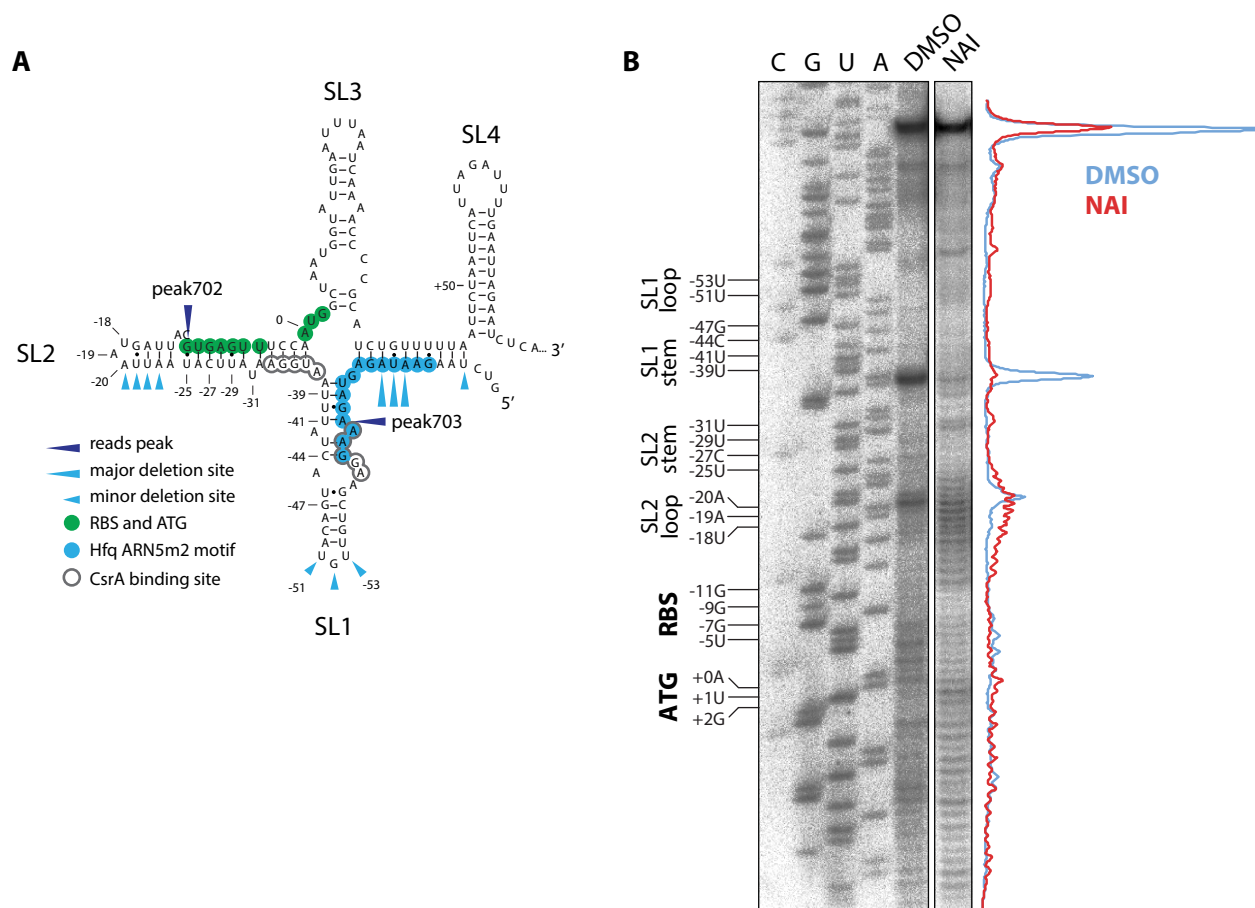 A
SL3
SL4
peak702
+50
0
-18
SL2
-19
-20
-25
-27
-29
-31
UCUGUUUUUA
CUCA... 3'
CUG
5'
-39
-41
peak703
-44
-47
-51
-53
SL1
reads peak
major deletion site
minor deletion site
RBS and ATG
Hfq ARN5m2 motif
CsrA binding site
B
C G U A DMSO NAI
DMSO
NAI
SL1 loop
-53U
-51U
SL1 stem
-47G
-44C
-41U
-39U
SL2 stem
-31U
-29U
-27C
-25U
SL2 loop
-20A
-19A
-18U
RBS
-11G
-9G
-7G
-5U
ATG
+0A
+1U
+2G